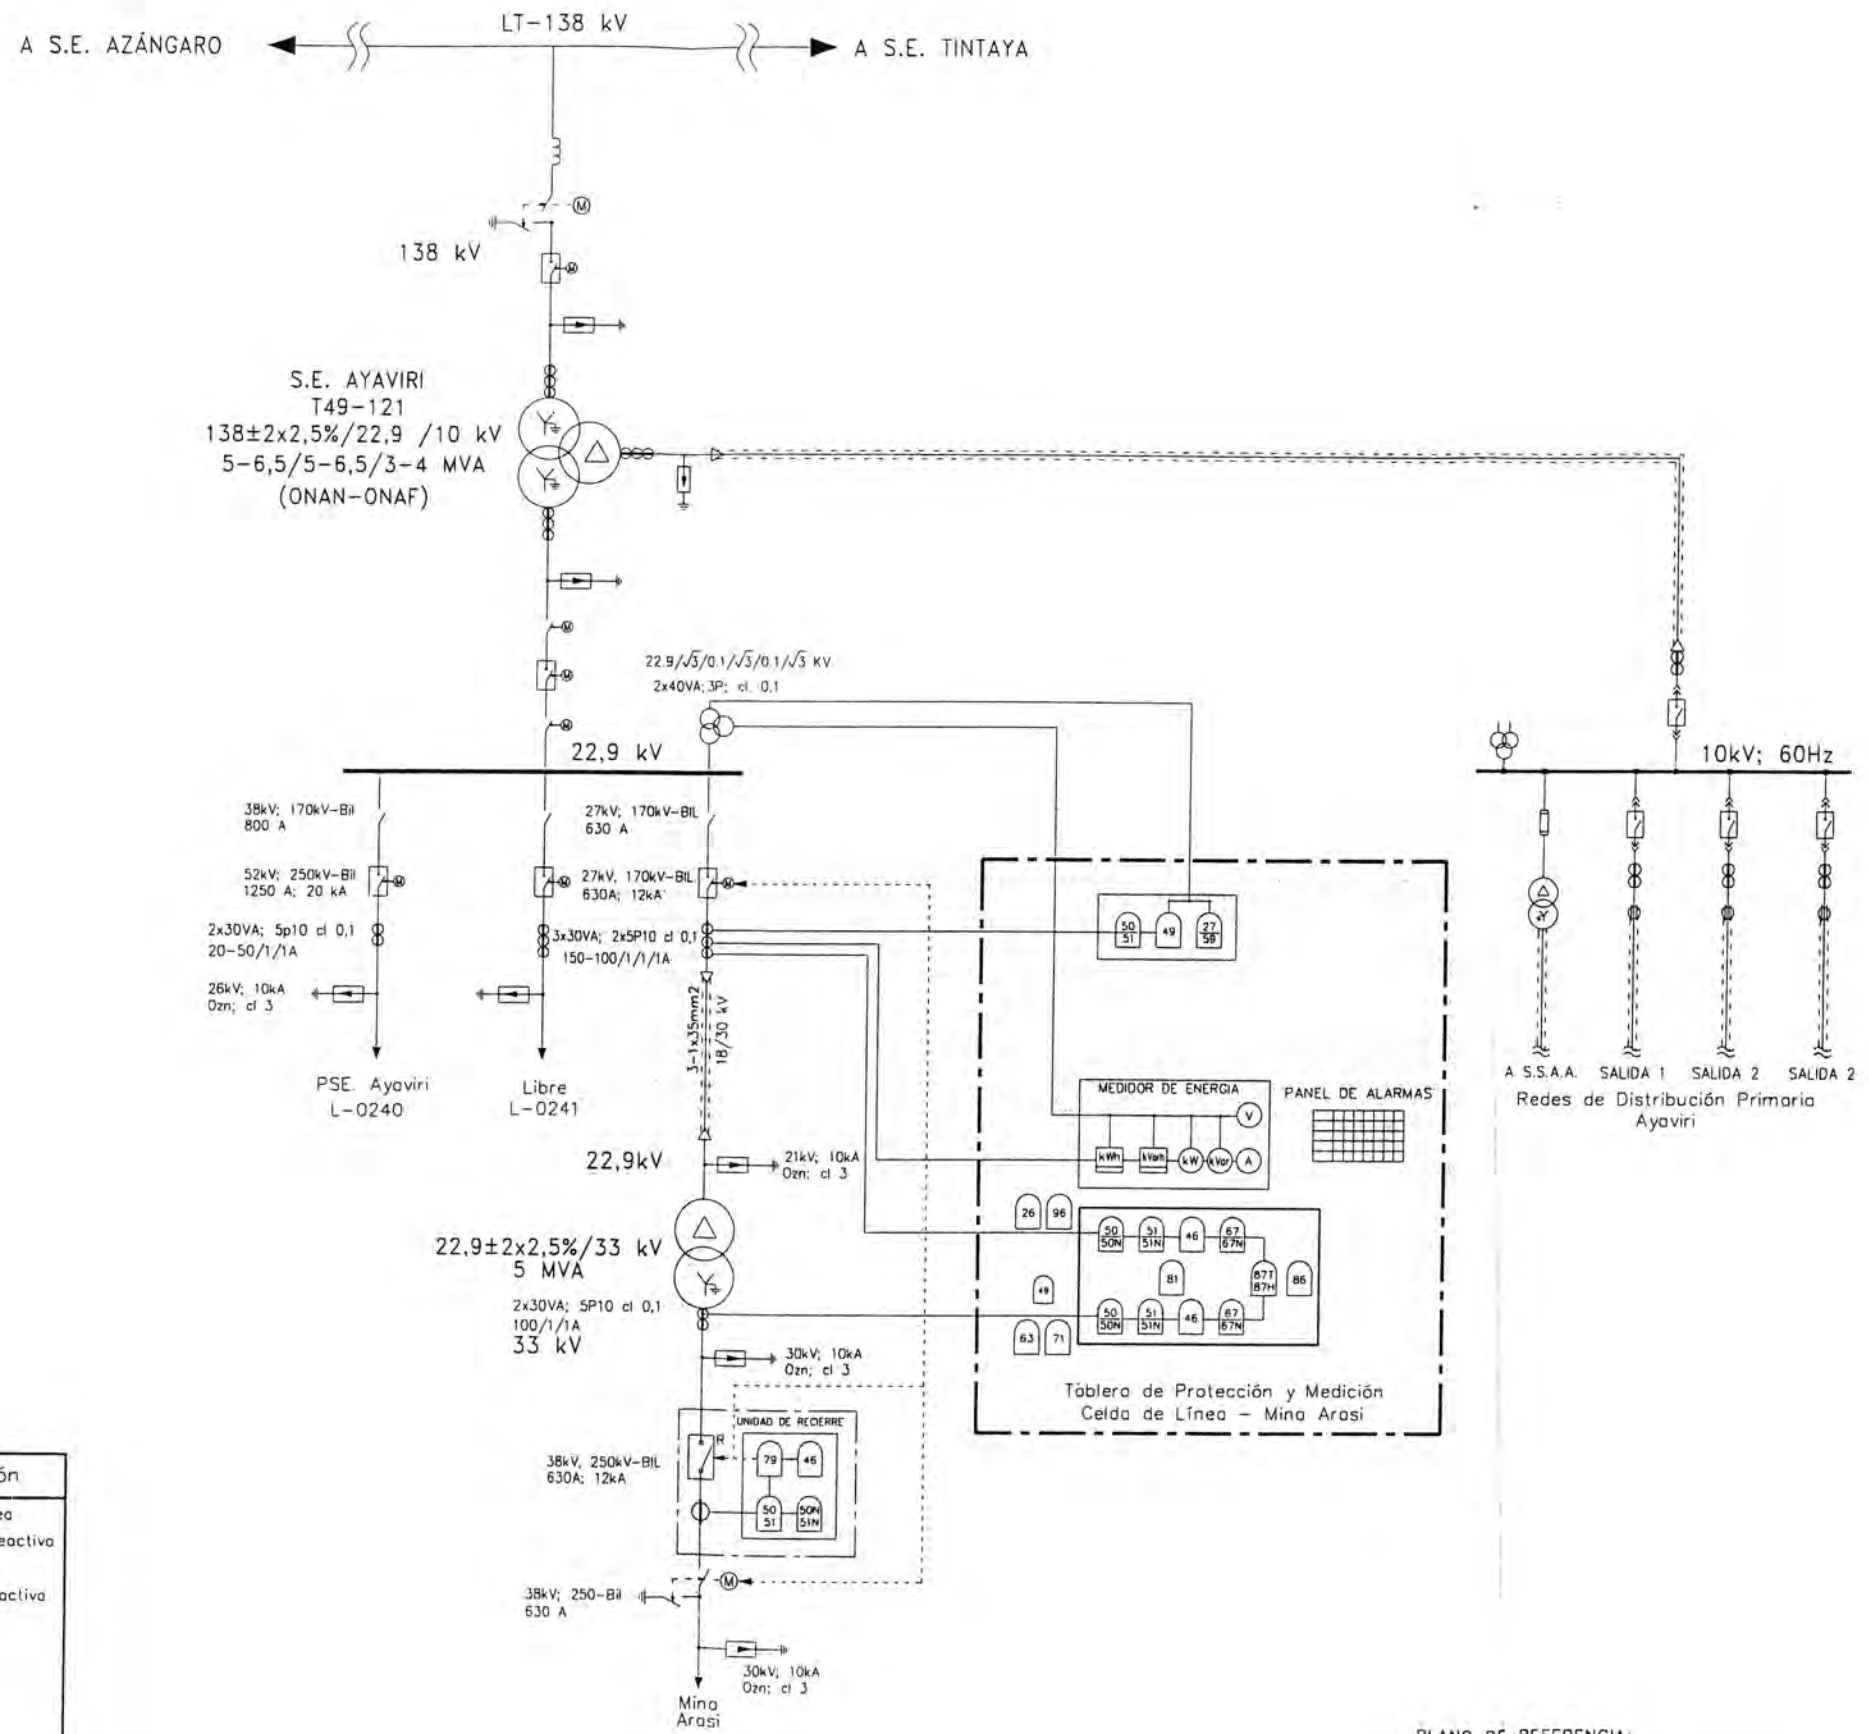 LT-138 kV
A S.E. AZÁNGARO
A S.E. TINTAYA
M
138 kV
M
S.E. AYAVIRI
T49-121
138±2x2,5%/22,9 /10 kV
5-6,5/5-6,5/3-4 MVA
(ONAN-ONAF)
M
M
M
22.9/√3/0.1/√3/0.1/√3 KV
2x40VA; 3P; cl. 0,1
22,9 kV
10kV; 60Hz
38kV; 170kV-Bil
800 A
27kV; 170kV-BIL
630 A
52kV; 250kV-Bil
1250 A; 20 kA
M
M
27kV, 170kV-BIL
630A; 12kA
M
2x30VA; 5p10 cl 0,1
20-50/1/1A
3x30VA; 2x5P10 cl 0,1
150-100/1/1/1A
50
51
49
27
59
26kV; 10kA
Ozn; cl 3
3-1x35mm2
18/30 kV
PSE. Ayaviri
L-0240
Libre
L-0241
A S.S.A.A.
SALIDA 1
SALIDA 2
SALIDA 2
Redes de Distribución Primaria
Ayaviri
MEDIDOR DE ENERGIA
PANEL DE ALARMAS
V
kWh
kVarh
kW
kVar
A
22,9kV
21kV; 10kA
Ozn; cl 3
26
96
50
50N
51
51N
46
67
67N
81
87T
87H
86
49
50
50N
51
51N
46
67
67N
63
71
22,9±2x2,5%/33 kV
5 MVA
2x30VA; 5P10 cl 0,1
100/1/1A
33 kV
30kV; 10kA
Ozn; cl 3
Tablero de Protección y Medición
Celda de Línea - Mina Arasi
UNIDAD DE RECIERRE
R
79
46
38kV, 250kV-BIL
630A; 12kA
50
51
50N
51N
38kV; 250-Bil
630 A
M
30kV; 10kA
Ozn; cl 3
Mina
Arasi
ón
eactiva
activa
PLANO DE REFERENCIA: